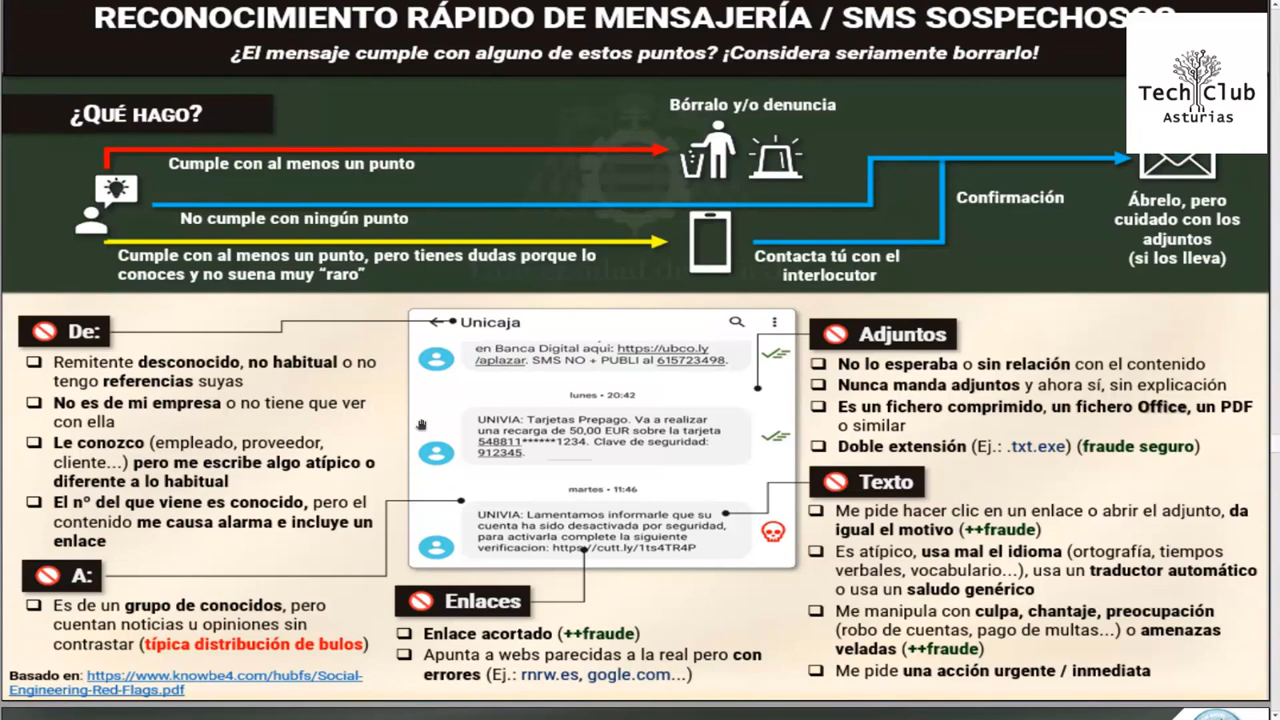 RECONOCIMIENTO RÁPIDO DE MENSAJERÍA / SMS SOSPECHOSOS
¿El mensaje cumple con alguno de estos puntos? ¡Considera seriamente borrarlo!
Tech Club
Asturias
¿QUÉ HAGO?
Bórralo y/o denuncia
Cumple con al menos un punto
No cumple con ningún punto
Confirmación
Cumple con al menos un punto, pero tienes dudas porque lo
conoces y no suena muy “raro”
Contacta tú con el
interlocutor
Ábrelo, pero
cuidado con los
adjuntos
(si los lleva)
De:
Remitente desconocido, no habitual o no
tengo referencias suyas
No es de mi empresa o no tiene que ver
con ella
Le conozco (empleado, proveedor,
cliente…) pero me escribe algo atípico o
diferente a lo habitual
El nº del que viene es conocido, pero el
contenido me causa alarma e incluye un
enlace
A:
Es de un grupo de conocidos, pero
cuentan noticias u opiniones sin
contrastar (típica distribución de bulos)
Basado en: https://www.knowbe4.com/hubfs/Social-
Engineering-Red-Flags.pdf
Unicaja
en Banca Digital aqui: https://ubco.ly
/aplazar. SMS NO + PUBLI al 615723498.
lunes • 20:42
UNIVIA: Tarjetas Prepago. Va a realizar
una recarga de 50,00 EUR sobre la tarjeta
548811******1234. Clave de seguridad:
912345.
martes • 11:46
UNIVIA: Lamentamos informarle que su
cuenta ha sido desactivada por seguridad,
para activarla complete la siguiente
verificacion: https://cutt.ly/1ts4TR4P
Enlaces
Enlace acortado (++fraude)
Apunta a webs parecidas a la real pero con
errores (Ej.: rnrw.es, gogle.com…)
Adjuntos
No lo esperaba o sin relación con el contenido
Nunca manda adjuntos y ahora sí, sin explicación
Es un fichero comprimido, un fichero Office, un PDF
o similar
Doble extensión (Ej.: .txt.exe) (fraude seguro)
Texto
Me pide hacer clic en un enlace o abrir el adjunto, da
igual el motivo (++fraude)
Es atípico, usa mal el idioma (ortografía, tiempos
verbales, vocabulario…), usa un traductor automático
o usa un saludo genérico
Me manipula con culpa, chantaje, preocupación
(robo de cuentas, pago de multas…) o amenazas
veladas (++fraude)
Me pide una acción urgente / inmediata